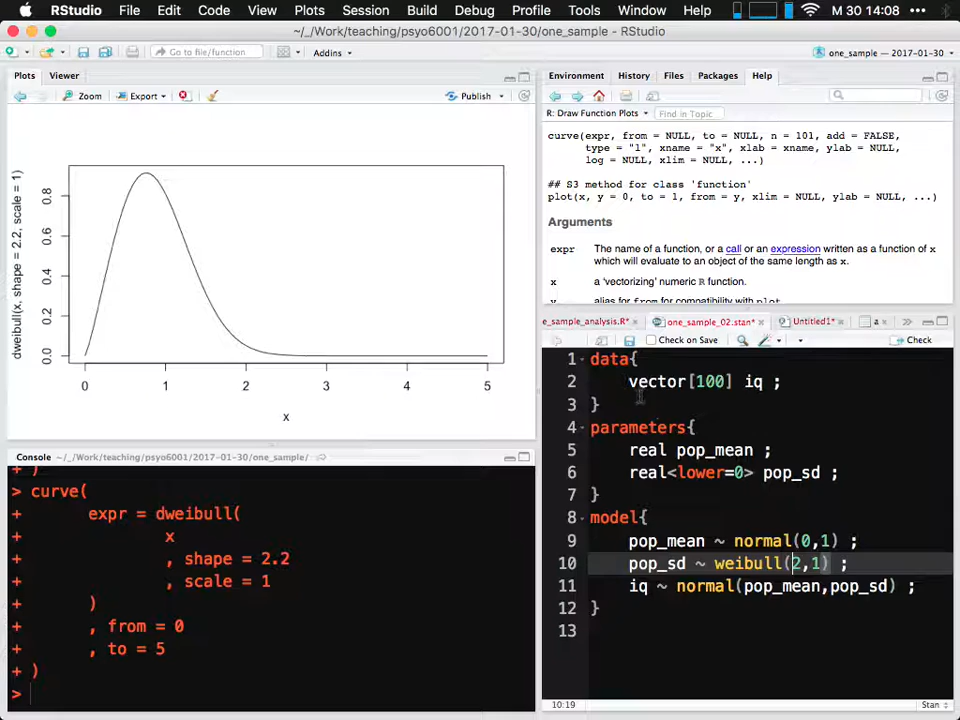 RStudio File Edit Code View Plots Session Build Debug Profile Tools Window Help M 30 14:08
~/_/Work/teaching/psyo6001/2017-01-30/one_sample - RStudio
Go to file/function Addins one_sample — 2017-01-30
Plots Viewer
Zoom Export Publish
dweibull(x, shape = 2.2, scale = 1)
0.8
0.6
0.4
0.2
0.0
0 1 2 3 4 5
x
Environment History Files Packages Help
R: Draw Function Plots Find in Topic
curve(expr, from = NULL, to = NULL, n = 101, add = FALSE,
type = "l", xname = "x", xlab = xname, ylab = NULL,
log = NULL, xlim = NULL, ...)
## S3 method for class 'function'
plot(x, y = 0, to = 1, from = y, xlim = NULL, ylab = NULL, ...)
Arguments
expr The name of a function, or a call or an expression written as a function of x
which will evaluate to an object of the same length as x.
x a 'vectorizing' numeric R function.
y alias for from for compatibility with plot
Console ~/_/Work/teaching/psyo6001/2017-01-30/one_sample/
+ )
> curve(
+ expr = dweibull(
+ x
+ , shape = 2.2
+ , scale = 1
+ )
+ , from = 0
+ , to = 5
+ )
>
e_sample_analysis.R* one_sample_02.stan* Untitled1* a
Check on Save Check
1 data{
2 vector[100] iq ;
3 }
4 parameters{
5 real pop_mean ;
6 real<lower=0> pop_sd ;
7 }
8 model{
9 pop_mean ~ normal(0,1) ;
10 pop_sd ~ weibull(2,1) ;
11 iq ~ normal(pop_mean,pop_sd) ;
12 }
13
10:19 Stan